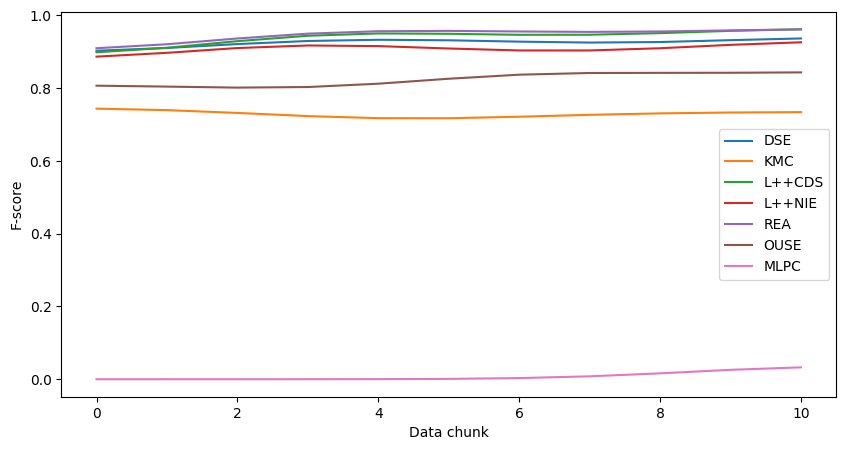 1.0
0.8
0.6
0.4
0.2
0.0
F-score
0
2
4
6
8
10
Data chunk
DSE
KMC
L++CDS
L++NIE
REA
OUSE
MLPC